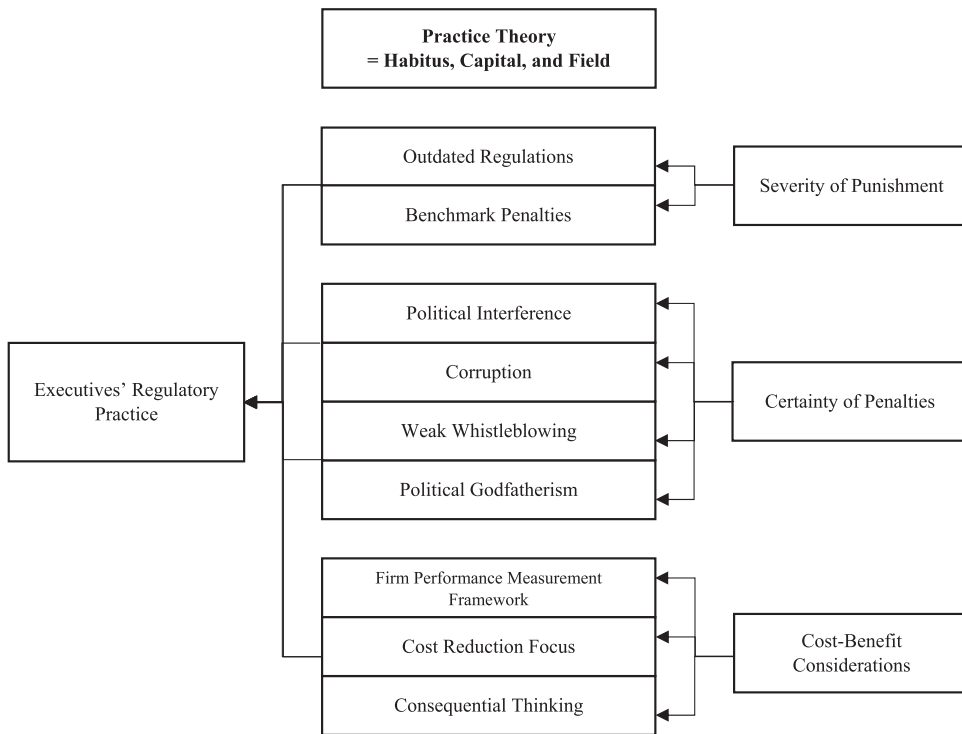 Practice Theory
= Habitus, Capital, and Field
Outdated Regulations
Benchmark Penalties
Severity of Punishment
Political Interference
Corruption
Weak Whistleblowing
Political Godfatherism
Executives’ Regulatory
Practice
Certainty of Penalties
Firm Performance Measurement
Framework
Cost Reduction Focus
Consequential Thinking
Cost-Benefit
Considerations